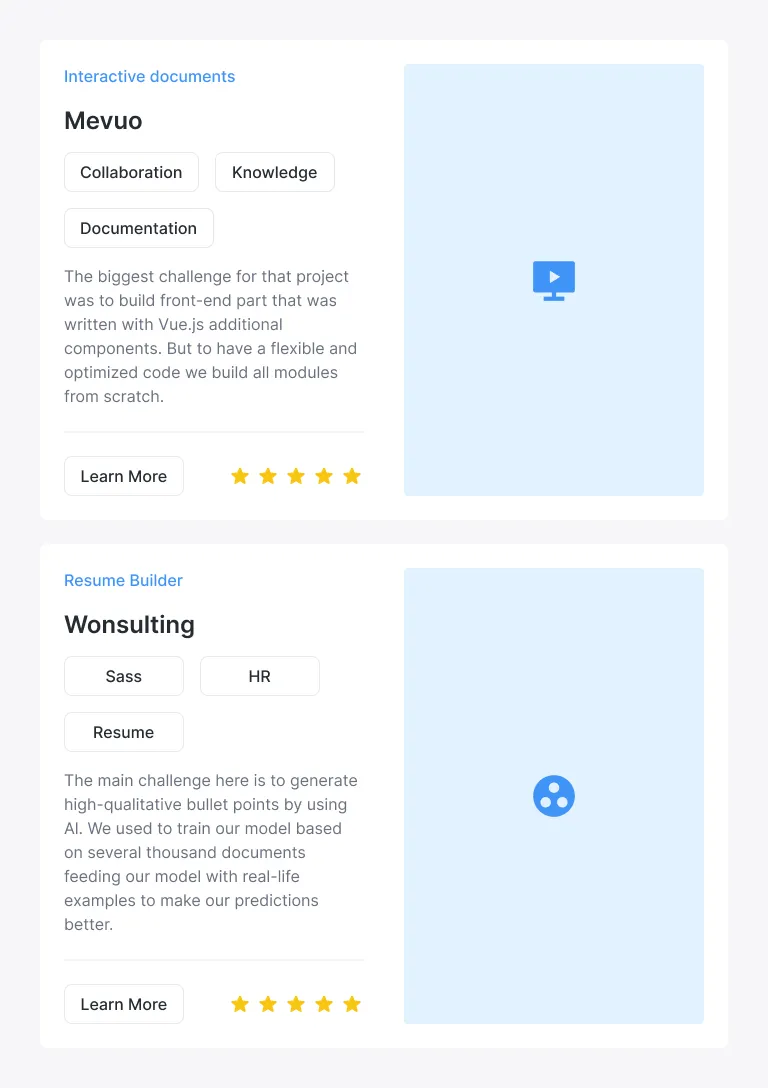 Interactive documents
Mevuo
Collaboration
Knowledge
Documentation
The biggest challenge for that project
was to build front-end part that was
written with Vue.js additional
components. But to have a flexible and
optimized code we build all modules
from scratch.
Learn More
Resume Builder
Wonsulting
Sass
HR
Resume
The main challenge here is to generate
high-qualitative bullet points by using
AI. We used to train our model based
on several thousand documents
feeding our model with real-life
examples to make our predictions
better.
Learn More